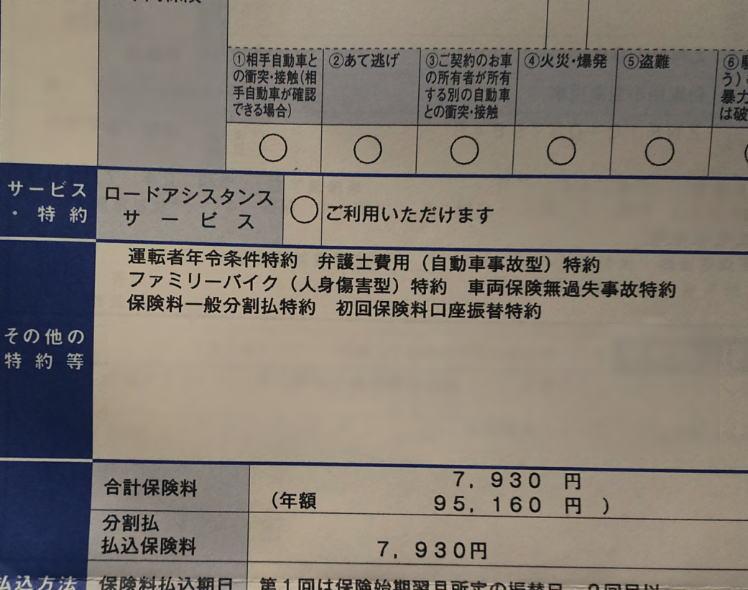 ①相手自動車と
の衝突・接触(相
手自動車が確認
できる場合)
②あて逃げ
③ご契約のお車
の所有者が所有
する別の自動車
との衝突・接触
④火災・爆発
⑤盗難
⑥
う)、
暴力
は破
○ ○ ○ ○ ○
サービス
・特約
ロードアシスタンス
サービス
○ ご利用いただけます
その他の
特約等
運転者年令条件特約 弁護士費用（自動車事故型）特約
ファミリーバイク（人身傷害型）特約 車両保険無過失事故特約
保険料一般分割払特約 初回保険料口座振替特約
合計保険料
7,930 円
(年額 95,160 円 )
分割払
払込保険料
7,930円
払込方法
保険料払込期日
第1回は保険始期翌月所定の振替日、2回目以